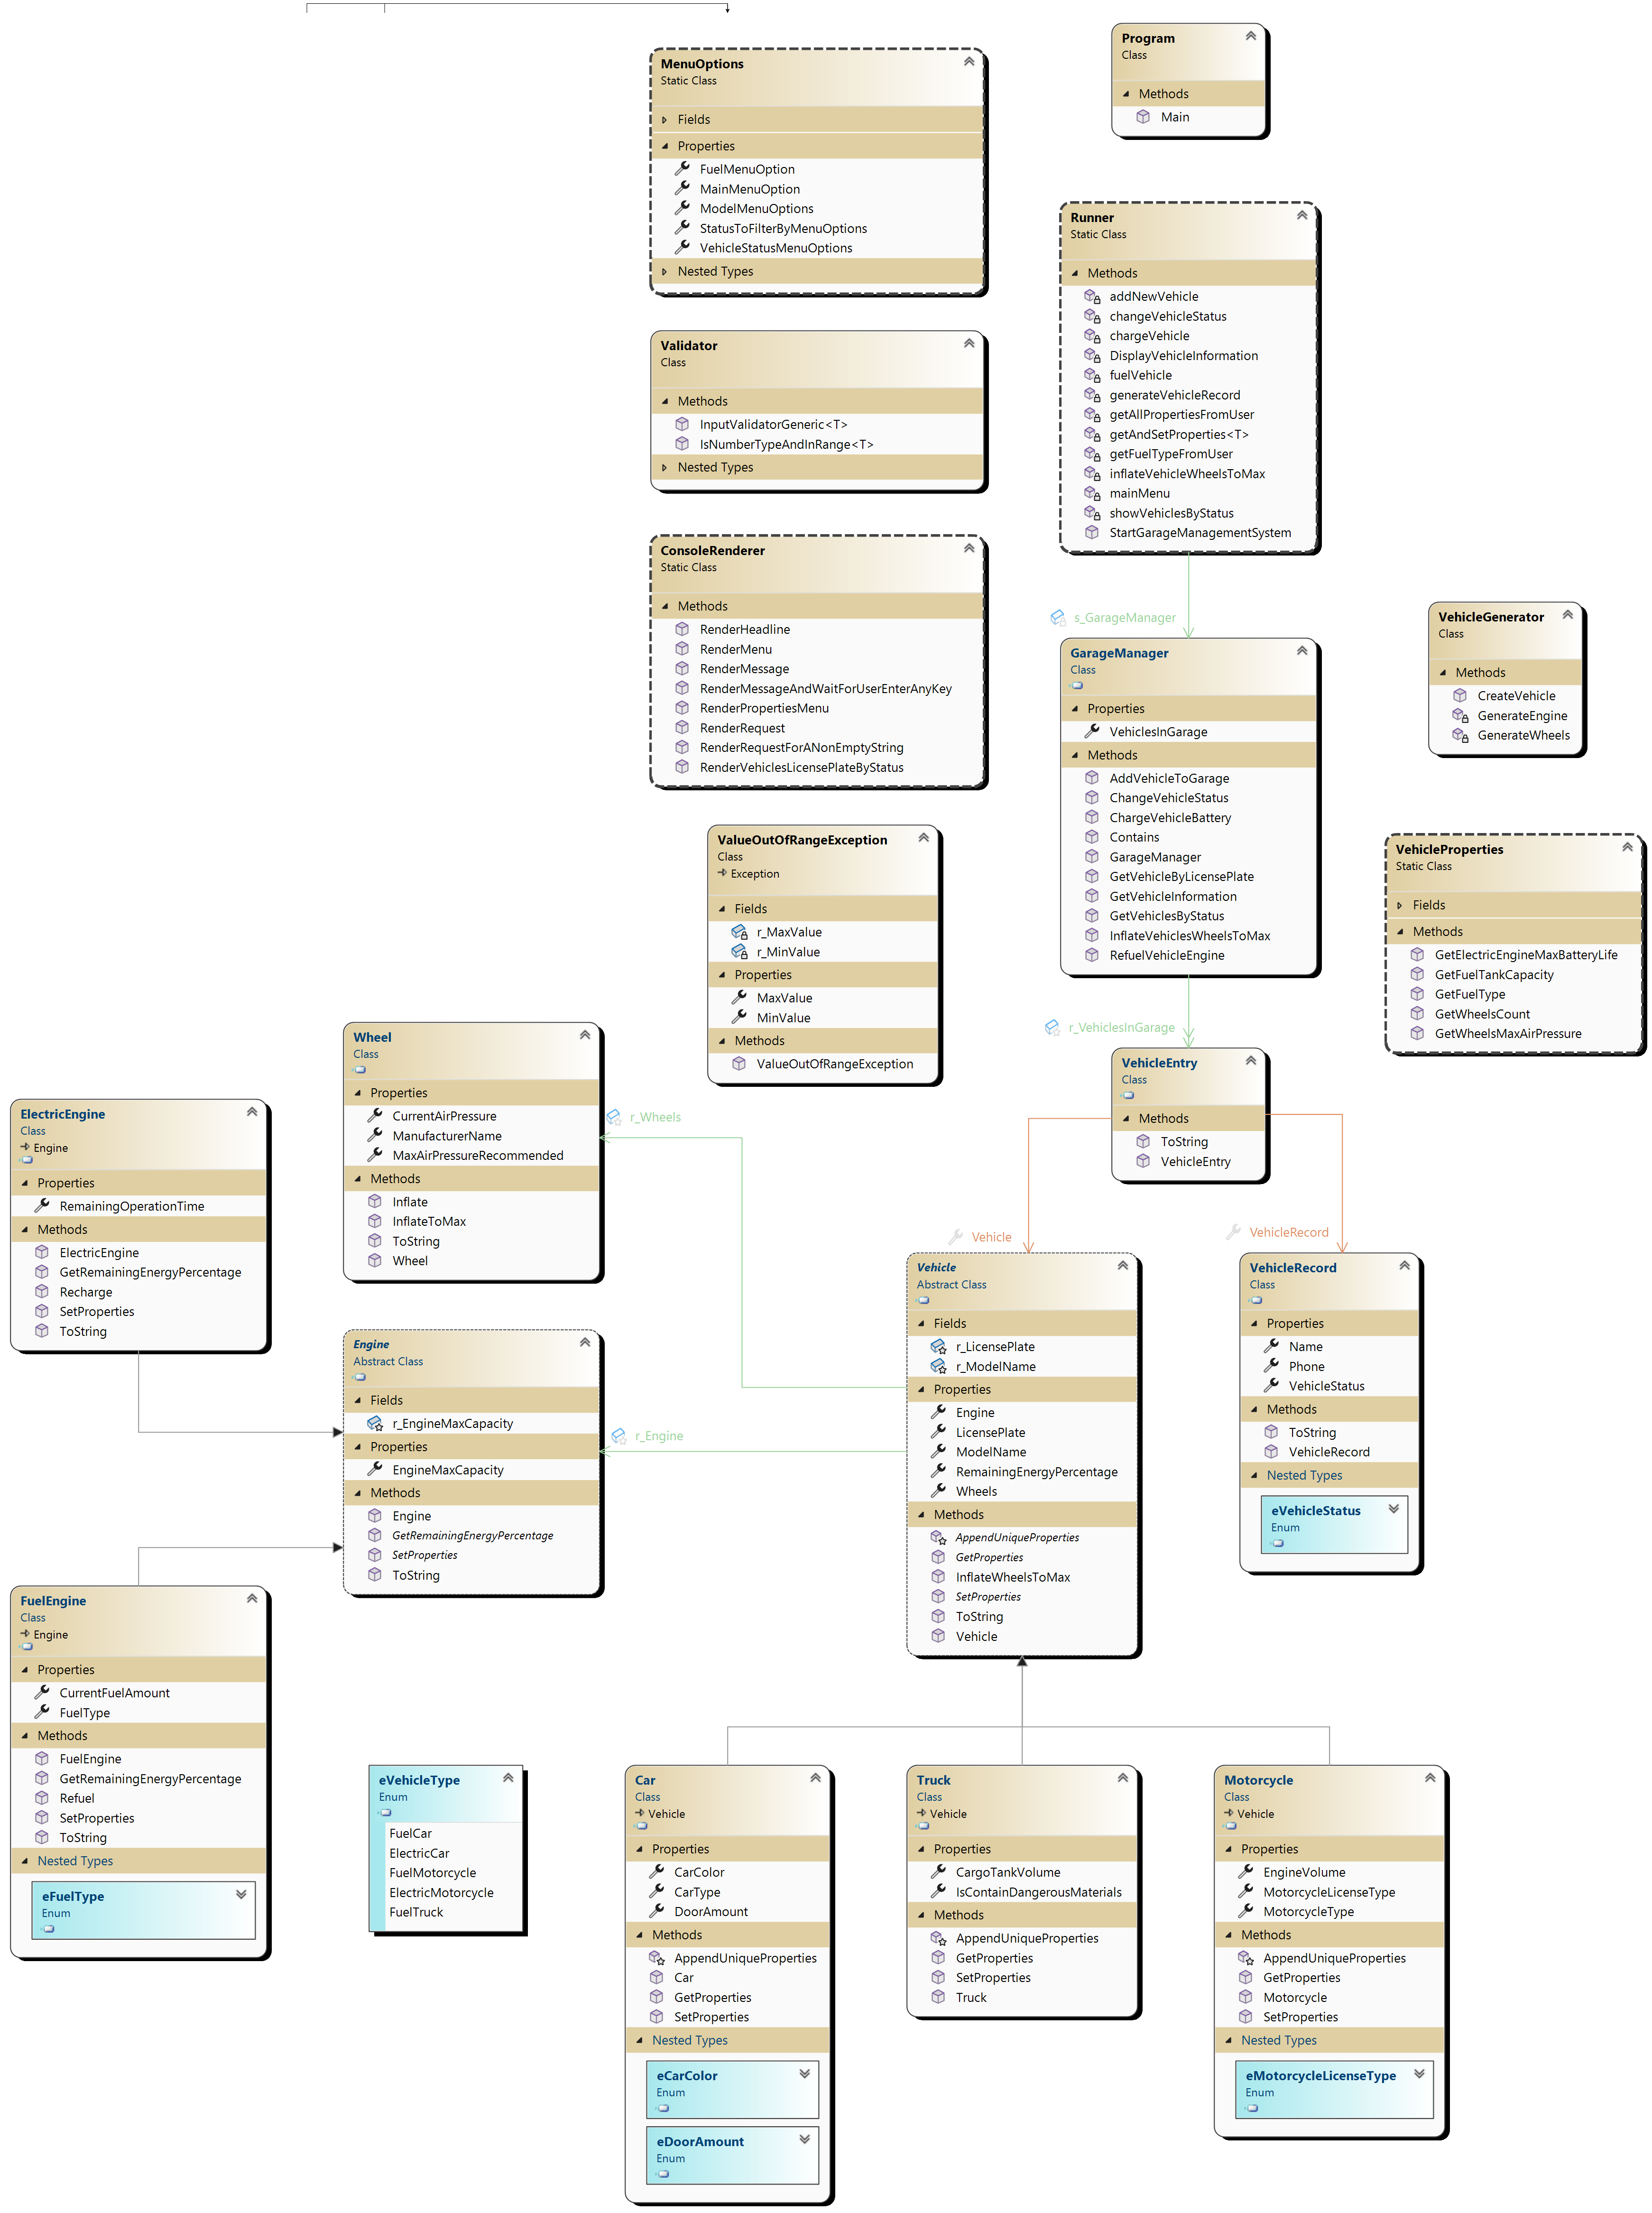 MenuOptions
Static Class
Fields
Properties
FuelMenuOption
MainMenuOption
ModelMenuOptions
StatusToFilterByMenuOptions
VehicleStatusMenuOptions
Nested Types
Program
Class
Methods
Main
Runner
Static Class
Methods
addNewVehicle
changeVehicleStatus
chargeVehicle
DisplayVehicleInformation
fuelVehicle
generateVehicleRecord
getAllPropertiesFromUser
getAndSetProperties<T>
getFuelTypeFromUser
inflateVehicleWheelsToMax
mainMenu
showVehiclesByStatus
StartGarageManagementSystem
Validator
Class
Methods
InputValidatorGeneric<T>
IsNumberTypeAndInRange<T>
Nested Types
ConsoleRenderer
Static Class
Methods
RenderHeadline
RenderMenu
RenderMessage
RenderMessageAndWaitForUserEnterAnyKey
RenderPropertiesMenu
RenderRequest
RenderRequestForANonEmptyString
RenderVehiclesLicensePlateByStatus
s_GarageManager
GarageManager
Class
Properties
VehiclesInGarage
Methods
AddVehicleToGarage
ChangeVehicleStatus
ChargeVehicleBattery
Contains
GarageManager
GetVehicleByLicensePlate
GetVehicleInformation
GetVehiclesByStatus
InflateVehiclesWheelsToMax
RefuelVehicleEngine
VehicleGenerator
Class
Methods
CreateVehicle
GenerateEngine
GenerateWheels
VehicleProperties
Static Class
Fields
Methods
GetElectricEngineMaxBatteryLife
GetFuelTankCapacity
GetFuelType
GetWheelsCount
GetWheelsMaxAirPressure
ValueOutOfRangeException
Class
Exception
Fields
r_MaxValue
r_MinValue
Properties
MaxValue
MinValue
Methods
ValueOutOfRangeException
r_VehiclesInGarage
VehicleEntry
Class
Methods
ToString
VehicleEntry
Wheel
Class
Properties
CurrentAirPressure
ManufacturerName
MaxAirPressureRecommended
Methods
Inflate
InflateToMax
ToString
Wheel
r_Wheels
ElectricEngine
Class
Engine
Properties
RemainingOperationTime
Methods
ElectricEngine
GetRemainingEnergyPercentage
Recharge
SetProperties
ToString
Engine
Abstract Class
Fields
r_EngineMaxCapacity
Properties
EngineMaxCapacity
Methods
Engine
GetRemainingEnergyPercentage
SetProperties
ToString
r_Engine
Vehicle
Vehicle
Abstract Class
Fields
r_LicensePlate
r_ModelName
Properties
Engine
LicensePlate
ModelName
RemainingEnergyPercentage
Wheels
Methods
AppendUniqueProperties
GetProperties
InflateWheelsToMax
SetProperties
ToString
Vehicle
VehicleRecord
VehicleRecord
Class
Properties
Name
Phone
VehicleStatus
Methods
ToString
VehicleRecord
Nested Types
eVehicleStatus
Enum
FuelEngine
Class
Engine
Properties
CurrentFuelAmount
FuelType
Methods
FuelEngine
GetRemainingEnergyPercentage
Refuel
SetProperties
ToString
Nested Types
eFuelType
Enum
eVehicleType
Enum
FuelCar
ElectricCar
FuelMotorcycle
ElectricMotorcycle
FuelTruck
Car
Class
Vehicle
Properties
CarColor
CarType
DoorAmount
Methods
AppendUniqueProperties
Car
GetProperties
SetProperties
Nested Types
eCarColor
Enum
eDoorAmount
Enum
Truck
Class
Vehicle
Properties
CargoTankVolume
IsContainDangerousMaterials
Methods
AppendUniqueProperties
GetProperties
SetProperties
Truck
Motorcycle
Class
Vehicle
Properties
EngineVolume
MotorcycleLicenseType
MotorcycleType
Methods
AppendUniqueProperties
GetProperties
Motorcycle
SetProperties
Nested Types
eMotorcycleLicenseType
Enum